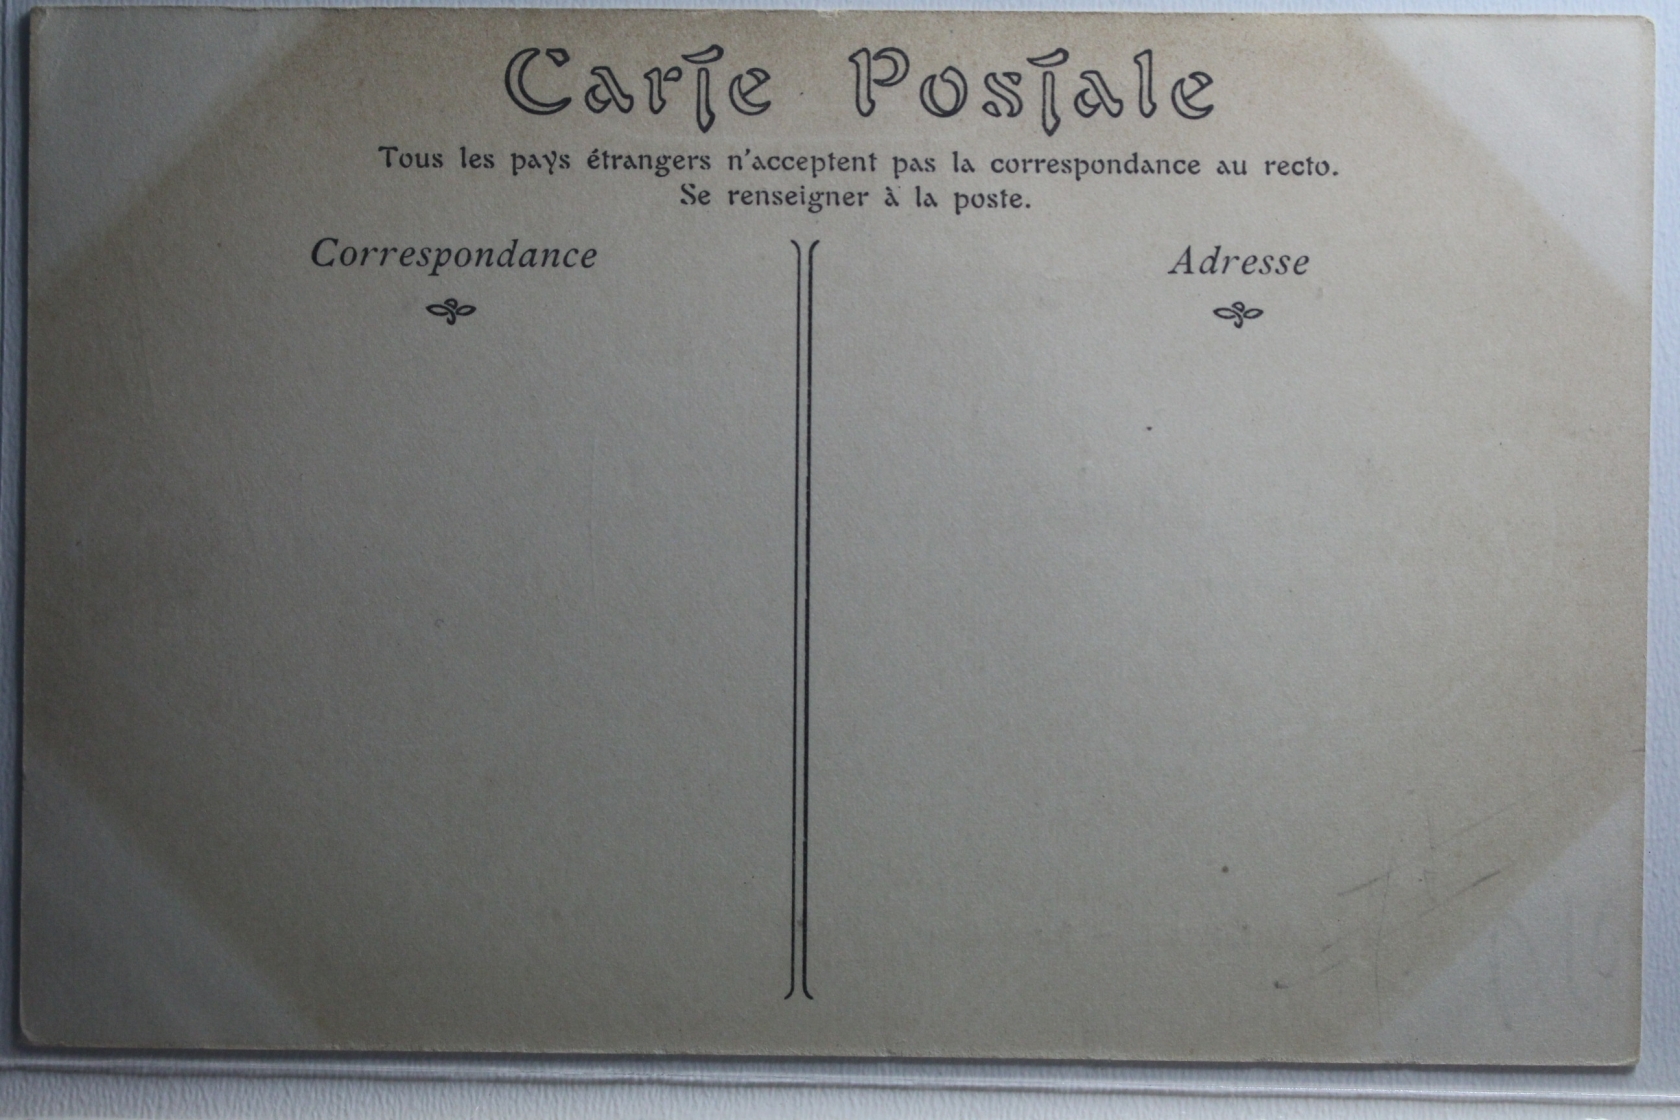 Carte Postale
Tous les pays étrangers n'acceptent pas la correspondance au recto.
Se renseigner à la poste.
Correspondance
Adresse